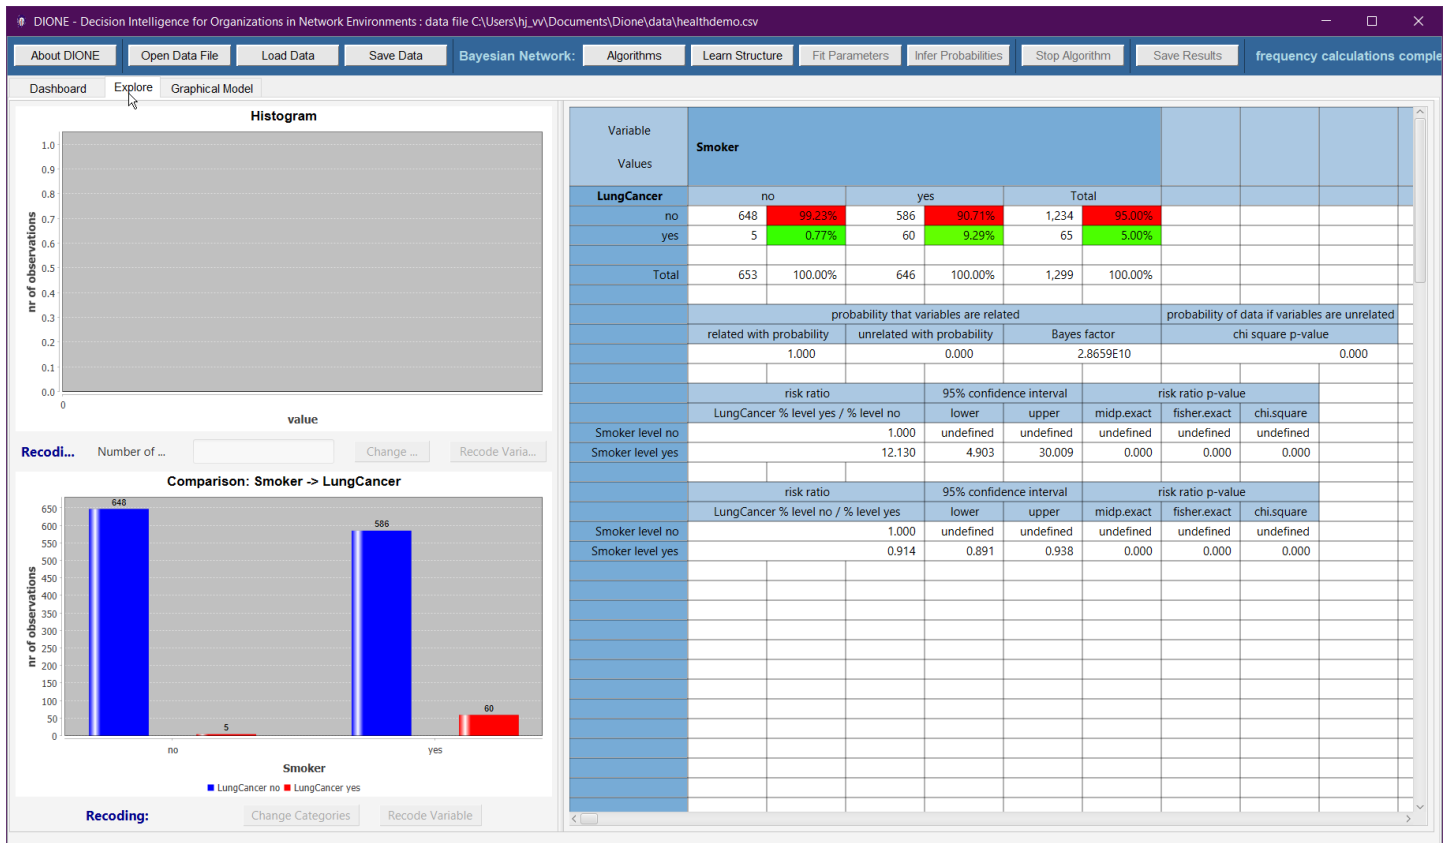 DIONE - Decision Intelligence for Organizations in Network Environments : data file C:\Users\hj_vv\Documents\Dione\data\healthdemo.csv
About DIONE Open Data File Load Data Save Data Bayesian Network: Algorithms Learn Structure Fit Parameters Infer Probabilities Stop Algorithm Save Results frequency calculations comple
Dashboard Explore Graphical Model
Histogram
nr of observations
1.0
0.9
0.8
0.7
0.6
0.5
0.4
0.3
0.2
0.1
0.0
0
value
Recodi... Number of ... Change ... Recode Varia...
Comparison: Smoker -> LungCancer
nr of observations
650
600
550
500
450
400
350
300
250
200
150
100
50
0
648
5
586
60
no yes
Smoker
LungCancer no LungCancer yes
Recoding: Change Categories Recode Variable
Variable
Smoker
Values
LungCancer no yes Total
no 648 99.23% 586 90.71% 1,234 95.00%
yes 5 0.77% 60 9.29% 65 5.00%
Total 653 100.00% 646 100.00% 1,299 100.00%
probability that variables are related probability of data if variables are unrelated
related with probability unrelated with probability Bayes factor chi square p-value
1.000 0.000 2.8659E10 0.000
risk ratio 95% confidence interval risk ratio p-value
LungCancer % level yes / % level no lower upper midp.exact fisher.exact chi.square
Smoker level no 1.000 undefined undefined undefined undefined undefined
Smoker level yes 12.130 4.903 30.009 0.000 0.000 0.000
risk ratio 95% confidence interval risk ratio p-value
LungCancer % level no / % level yes lower upper midp.exact fisher.exact chi.square
Smoker level no 1.000 undefined undefined undefined undefined undefined
Smoker level yes 0.914 0.891 0.938 0.000 0.000 0.000